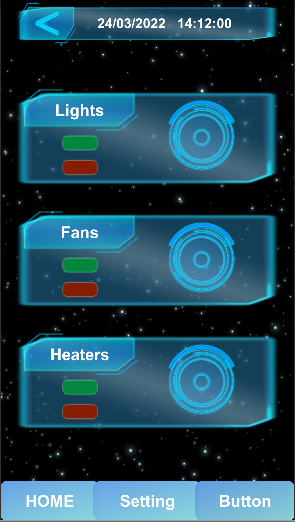 24/03/2022 14:12:00
Lights
Fans
Heaters
HOME Setting Button